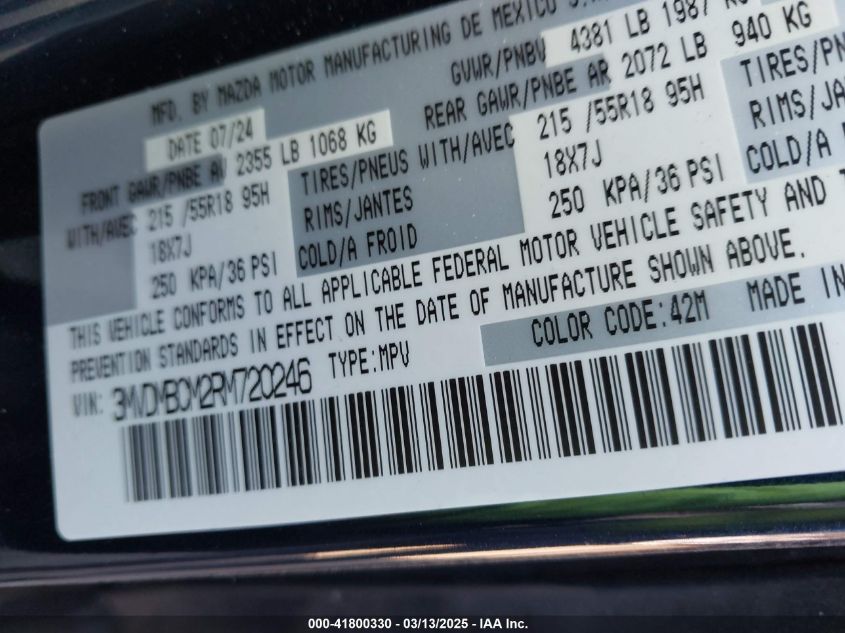 MFD. BY MAZDA MOTOR MANUFACTURING DE MEXICO
DATE 07/24 GVWR/PNBV 4381 LB 1987
FRONT GAWR/PNBE AV 2355 LB 1068 KG REAR GAWR/PNBE AR 2072 LB 940 KG
WITH/AVEC 215 /55R18 95H TIRES/PNEUS WITH/AVEC 215 /55R18 95H TIRES/PNEU
18X7J RIMS/JANTES 18X7J RIMS/JAN
250 KPA/36 PSI COLD/A FROID 250 KPA/36 PSI COLD/A
THIS VEHICLE CONFORMS TO ALL APPLICABLE FEDERAL MOTOR VEHICLE SAFETY AND T
PREVENTION STANDARDS IN EFFECT ON THE DATE OF MANUFACTURE SHOWN ABOVE.
COLOR CODE:42M MADE IN
VIN: 3MVDMBCM2RM720246 TYPE:MPV
000-41800330 - 03/13/2025 - IAA Inc.